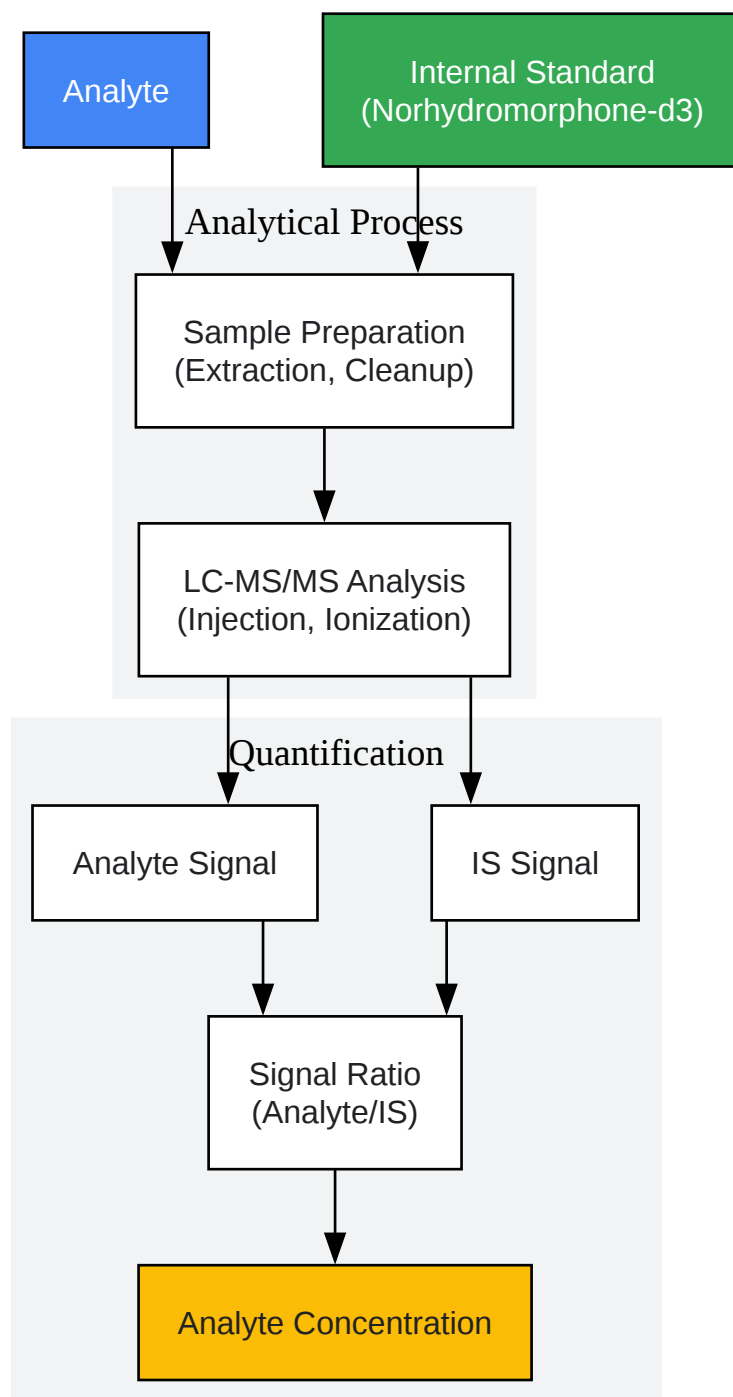 Analyte
Internal Standard
(Norhydromorphone-d3)
Analytical Process
Sample Preparation
(Extraction, Cleanup)
LC-MS/MS Analysis
(Injection, Ionization)
Quantification
Analyte Signal
IS Signal
Signal Ratio
(Analyte/IS)
Analyte Concentration